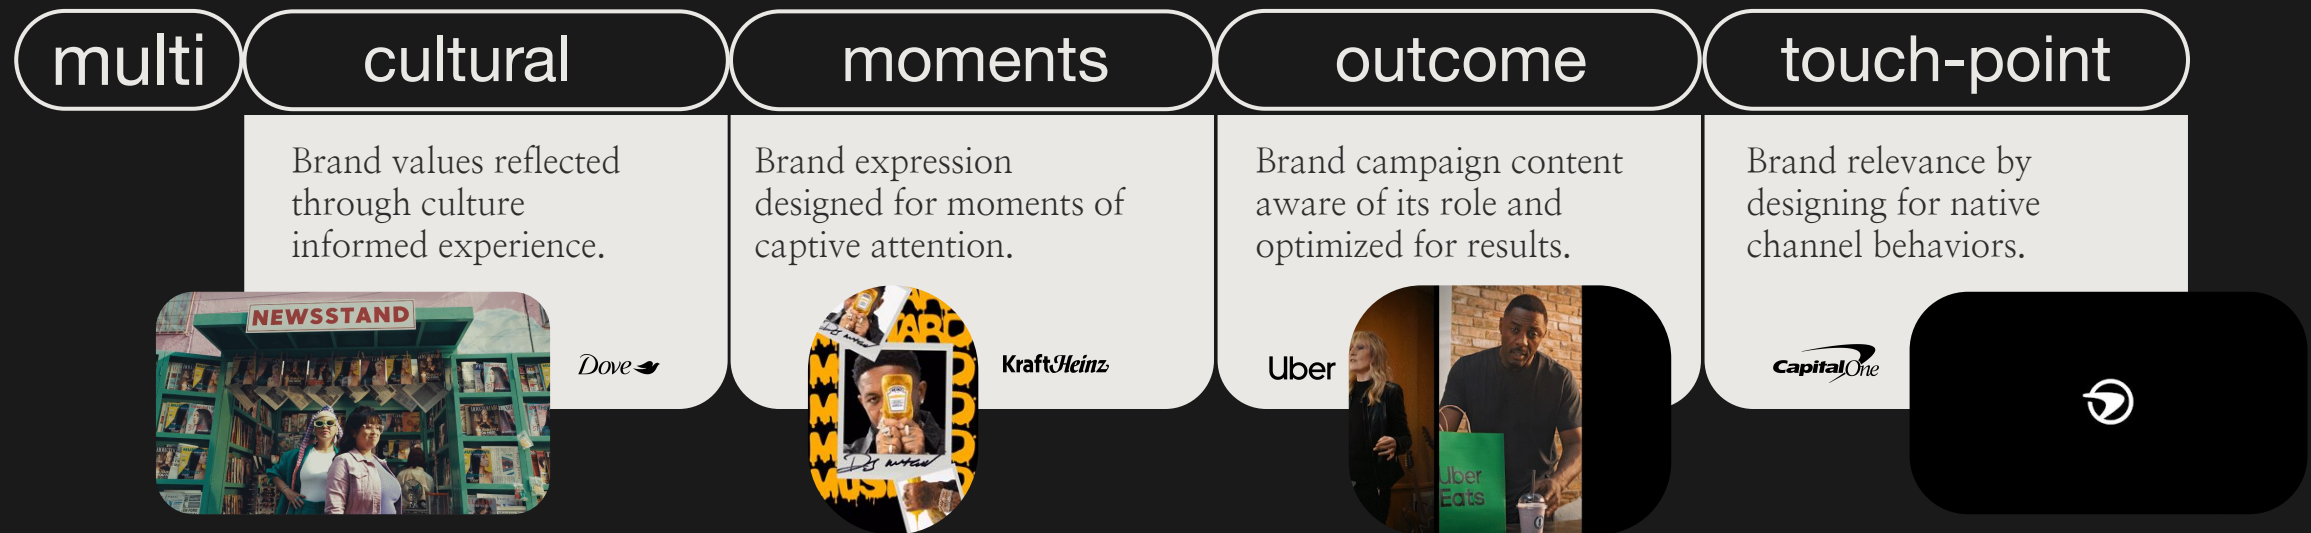 multi
cultural
moments
outcome
touch-point
Brand values reflected
through culture
informed experience.
Brand expression
designed for moments of
captive attention.
Brand campaign content
aware of its role and
optimized for results.
Brand relevance by
designing for native
channel behaviors.
NEWSSTAND
Dove
KraftHeinz
Uber
Uber
Eats
CapitalOne